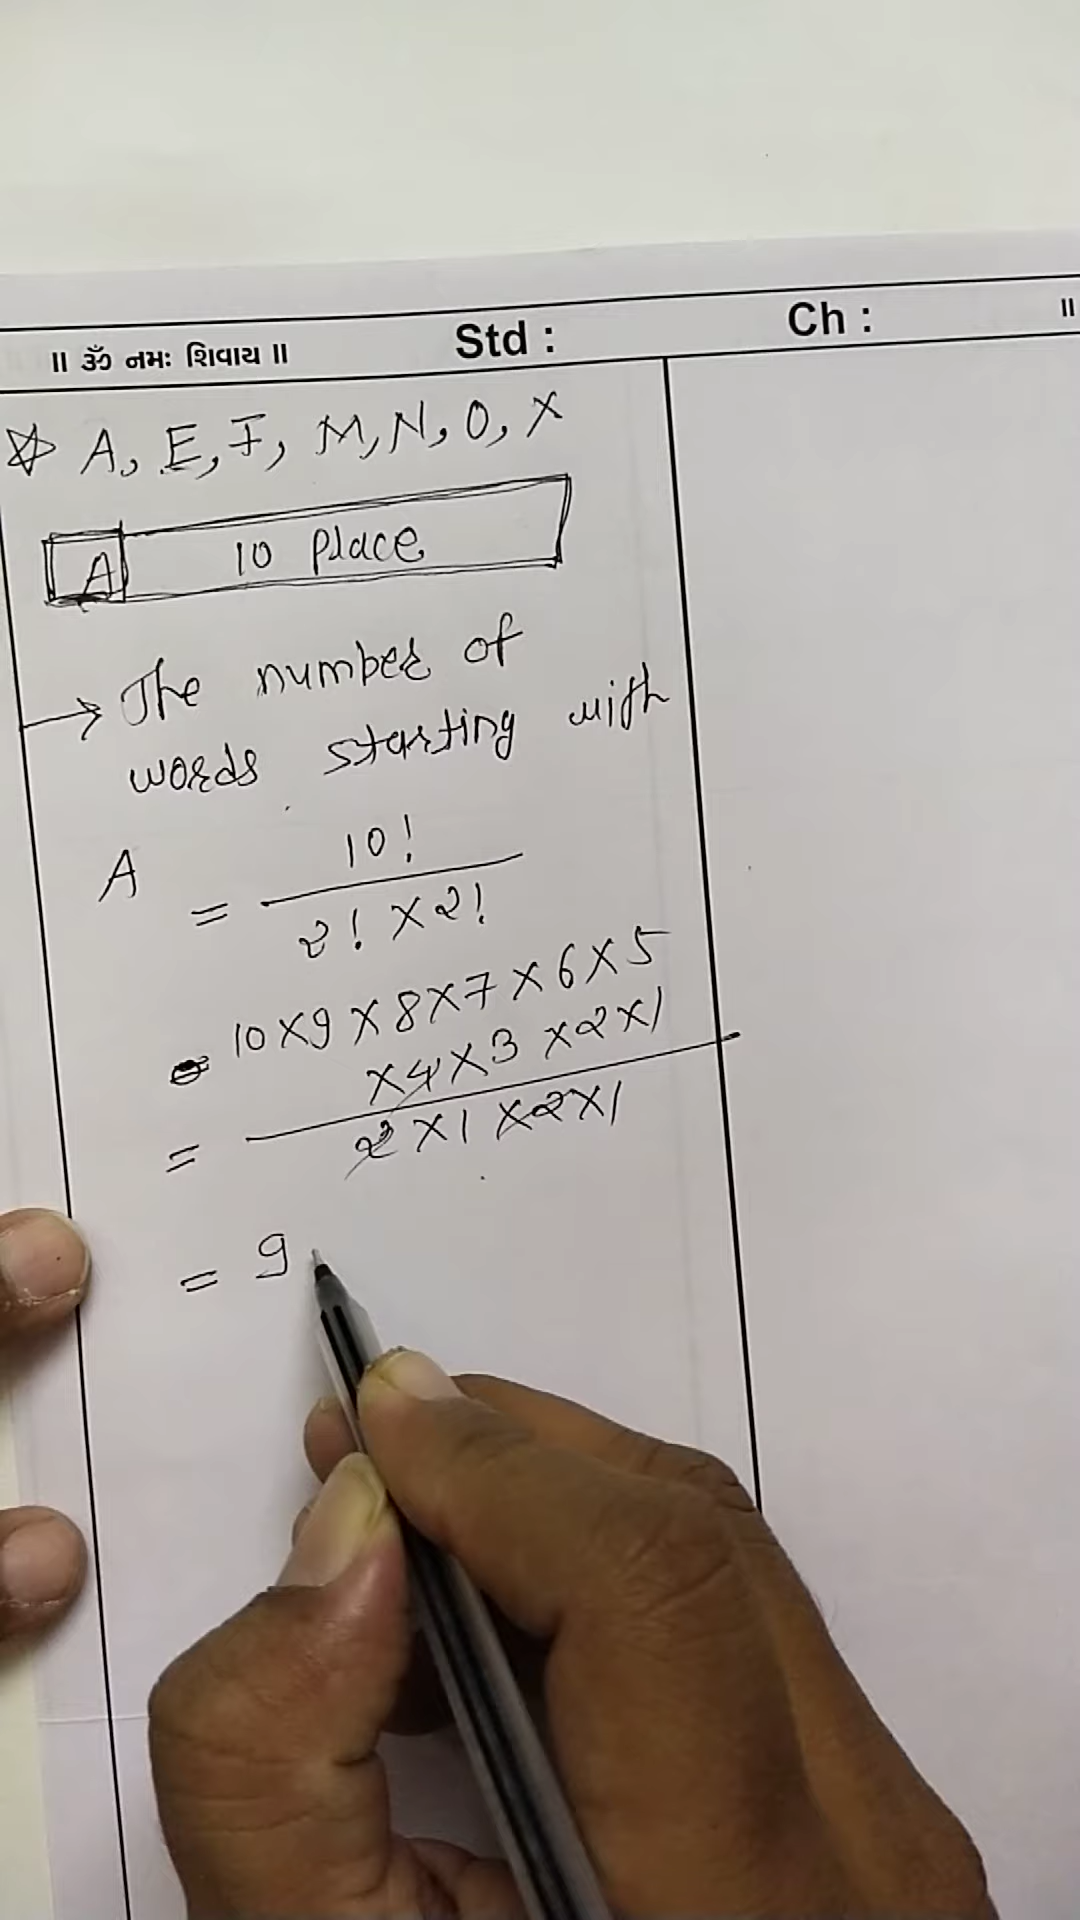 ॥ ૐ નમઃ શિવાય ॥ Std : Ch : ॥
A, E, I, M, N, O, X
A 10 Place
→ The number of
words starting with
A = 10! / 2! × 2!
10 × 9 × 8 × 7 × 6 × 5
× 4 × 3 × 2 × 1
= 2 × 1 × 2 × 1
= 9